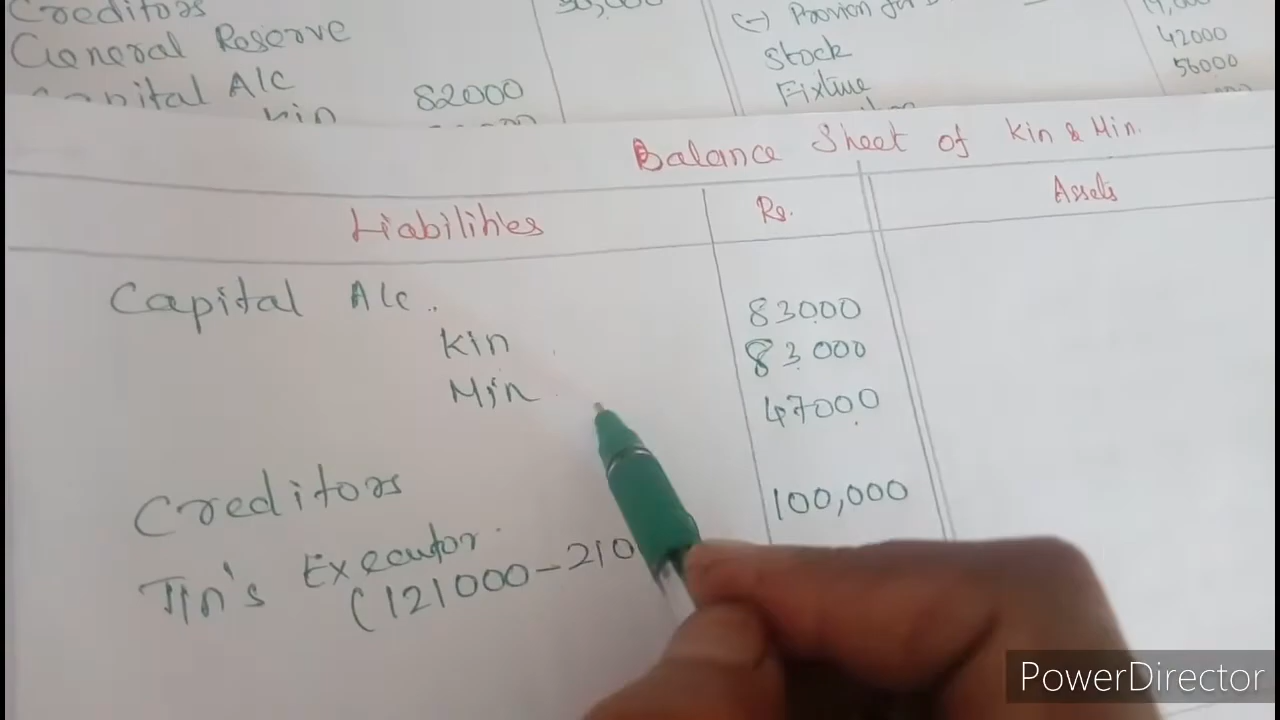 Creditors
General Reserve
Capital A/c
82000
(-) Provion for
Stock
42000
Fixture
56000
Balance Sheet of Kin & Min.
Liabilities Rs. Assets
Capital A/c..
Kin 83000
Min 83000
Creditors 47000
Tin's Executor. 100,000
(121000-210
PowerDirector